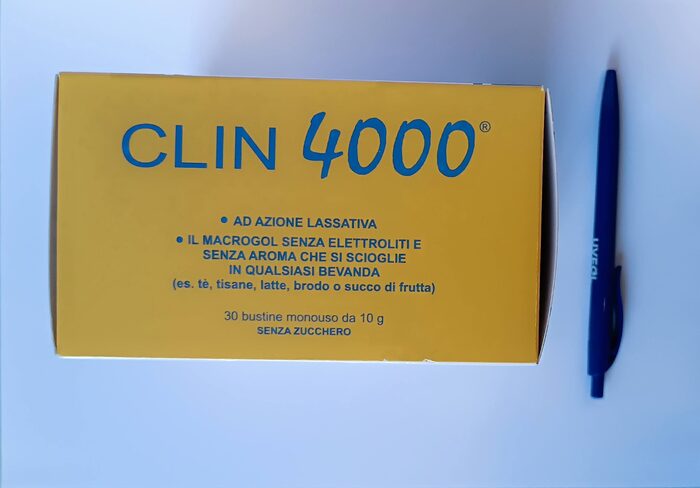 CLIN 4000®
• AD AZIONE LASSATIVA
• IL MACROGOL SENZA ELETTROLITI E
SENZA AROMA CHE SI SCIOGLIE
IN QUALSIASI BEVANDA
(es. tè, tisane, latte, brodo o succo di frutta)
30 bustine monouso da 10 g
SENZA ZUCCHERO